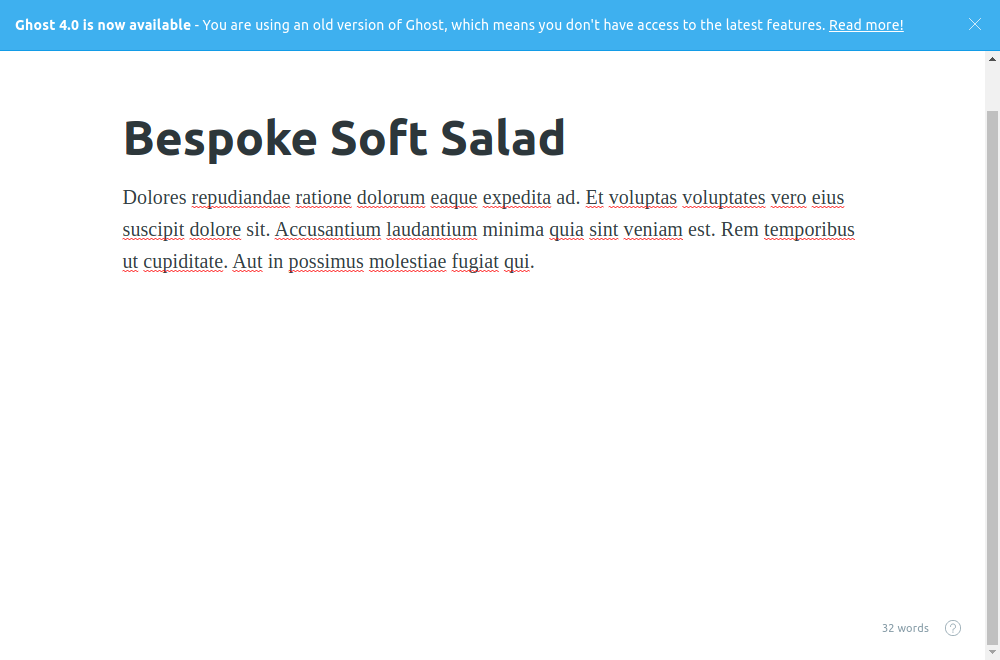 Ghost 4.0 is now available - You are using an old version of Ghost, which means you don't have access to the latest features. Read more!
Bespoke Soft Salad
Dolores repudiandae ratione dolorum eaque expedita ad. Et voluptas voluptates vero eius
suscipit dolore sit. Accusantium laudantium minima quia sint veniam est. Rem temporibus
ut cupiditate. Aut in possimus molestiae fugiat qui.
32 words ?